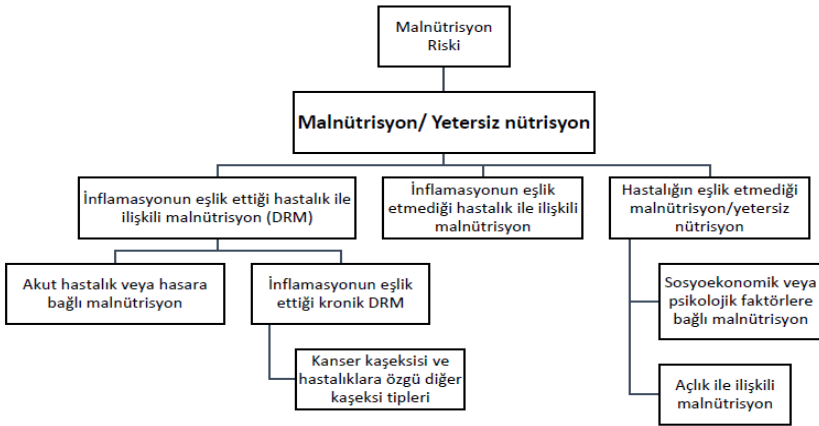 Malnütrisyon
Riski
Malnütrisyon/ Yetersiz nütrisyon
İnflamasyonun eşlik ettiği hastalık ile
ilişkili malnütrisyon (DRM)
İnflamasyonun eşlik
etmediği hastalık ile ilişkili
malnütrisyon
Hastalığın eşlik etmediği
malnütrisyon/yetersiz
nütrisyon
Akut hastalık veya hasara
bağlı malnütrisyon
İnflamasyonun eşlik
ettiği kronik DRM
Sosyoekonomik veya
psikolojik faktörlere
bağlı malnütrisyon
Kanser kaşeksisi ve
hastalıklara özgü diğer
kaşeksi tipleri
Açlık ile ilişkili
malnütrisyon